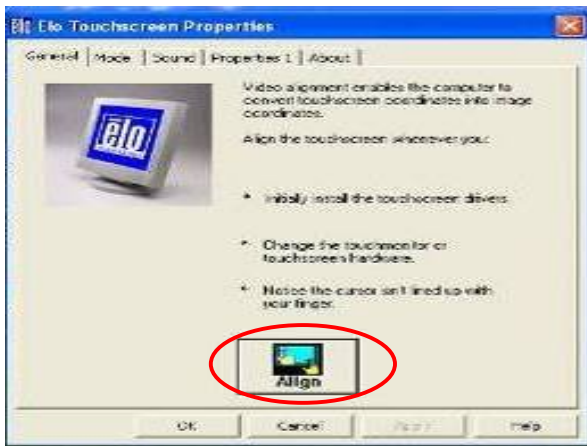 Elo Touchscreen Properties
General Mode Sound Properties 1 About
Video alignment enables the computer to
convert touchscreen coordinates into image
coordinates.
Align the touchscreen whenever you:
elo
* Initially install the touchscreen drivers
* Change the touchmonitor or
touchscreen hardware.
* Notice the cursor isn't lined up with
your finger.
Align
OK Cancel Apply Help